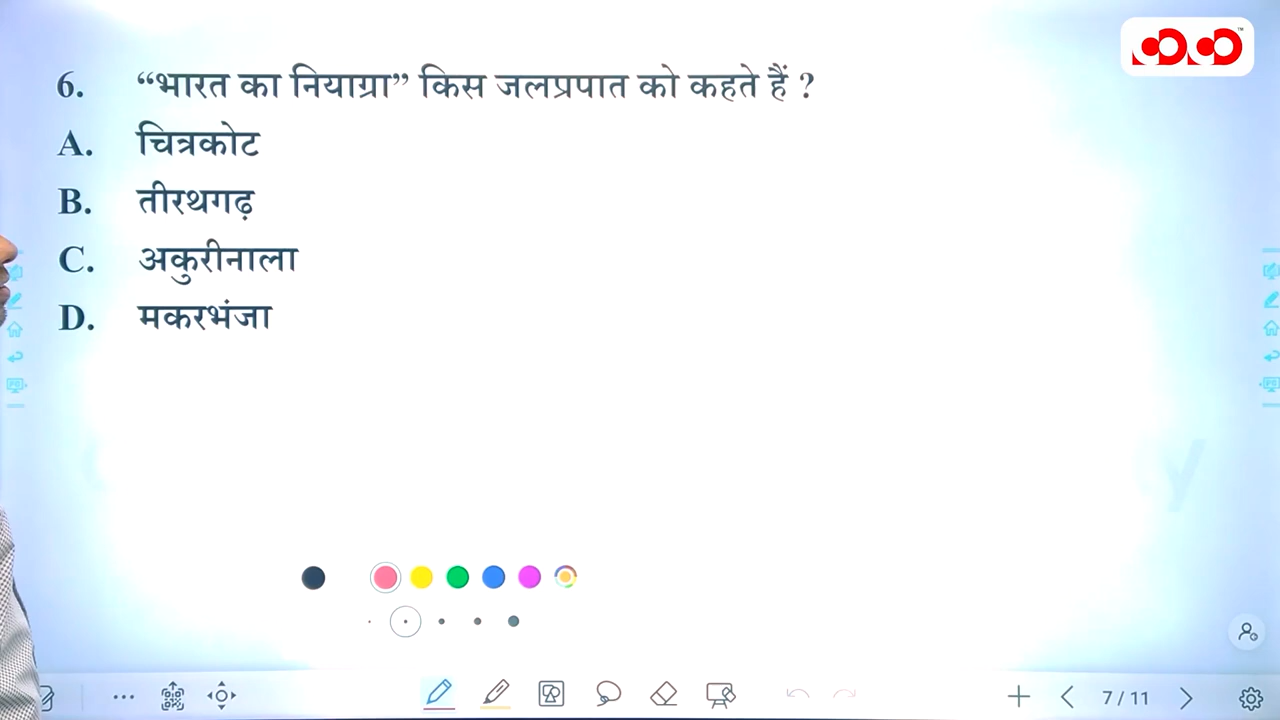 6. “भारत का नियाग्रा” किस जलप्रपात को कहते हैं ?
A. चित्रकोट
B. तीरथगढ़
C. अकुरीनाला
D. मकरभंजा
7 / 11